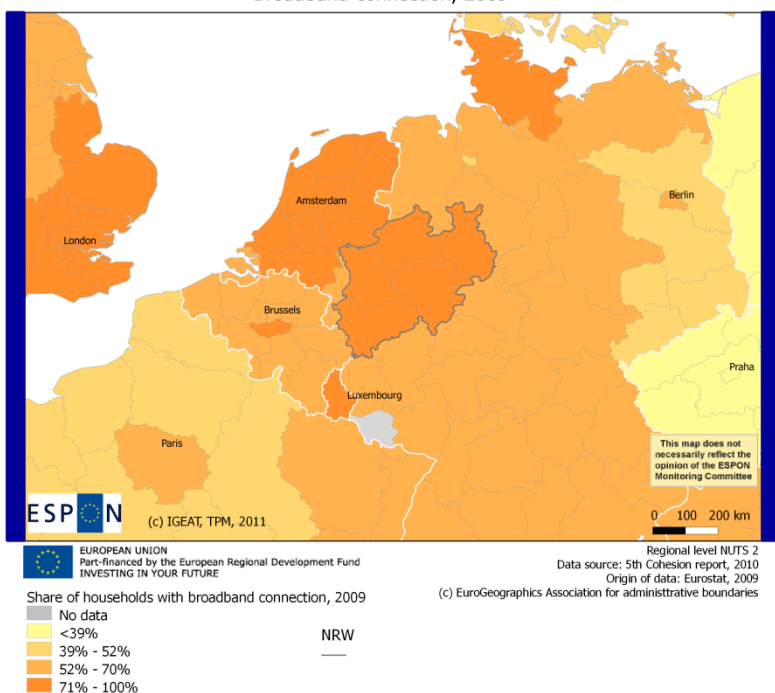 Broadband connection, 2009
Amsterdam
Berlin
London
Brussels
Praha
Luxembourg
Paris
This map does not
necessarily reflect the
opinion of the ESPON
Monitoring Committee
ESPON
(c) IGEAT, TPM, 2011
0 100 200 km
EUROPEAN UNION
Part-financed by the European Regional Development Fund
INVESTING IN YOUR FUTURE
Regional level NUTS 2
Data source: 5th Cohesion report, 2010
Origin of data: Eurostat, 2009
(c) EuroGeographics Association for administtrative boundaries
Share of households with broadband connection, 2009
No data
<39%
39% - 52%
52% - 70%
71% - 100%
NRW